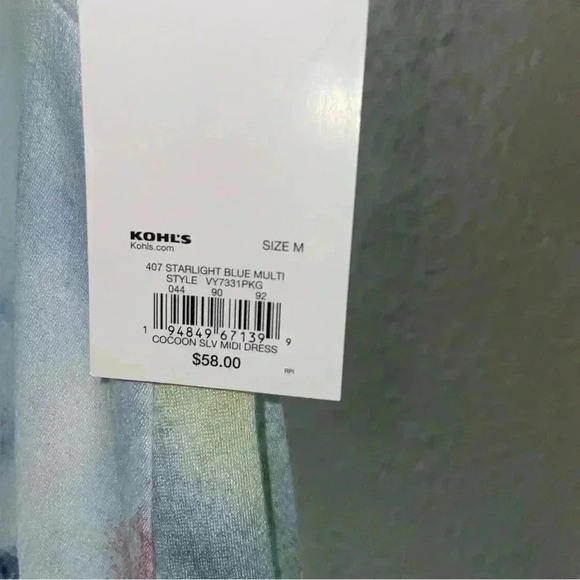 KOHL'S
Kohls.com
SIZE M
407 STARLIGHT BLUE MULTI
STYLE VY7331PKG
044 90 92
1 94849 67139 9
COCOON SLV MIDI DRESS
$58.00
RPI